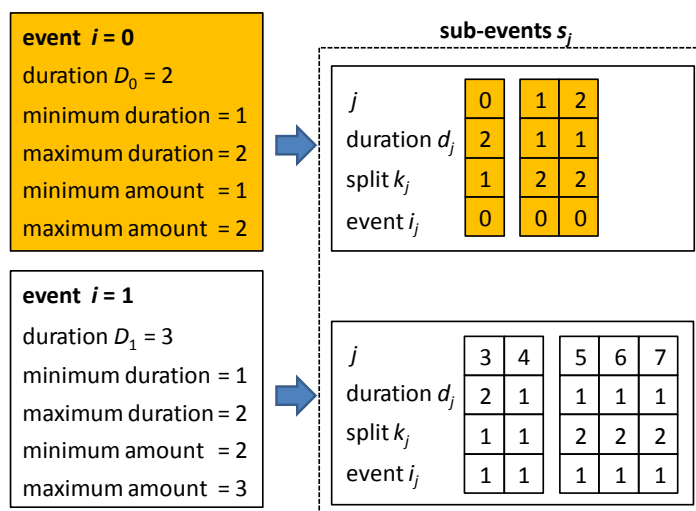 event i = 0
duration D0 = 2
minimum duration = 1
maximum duration = 2
minimum amount = 1
maximum amount = 2
sub-events sj
j 0 1 2
duration dj 2 1 1
split kj 1 2 2
event ij 0 0 0
event i = 1
duration D1 = 3
minimum duration = 1
maximum duration = 2
minimum amount = 2
maximum amount = 3
j 3 4 5 6 7
duration dj 2 1 1 1 1
split kj 1 1 2 2 2
event ij 1 1 1 1 1